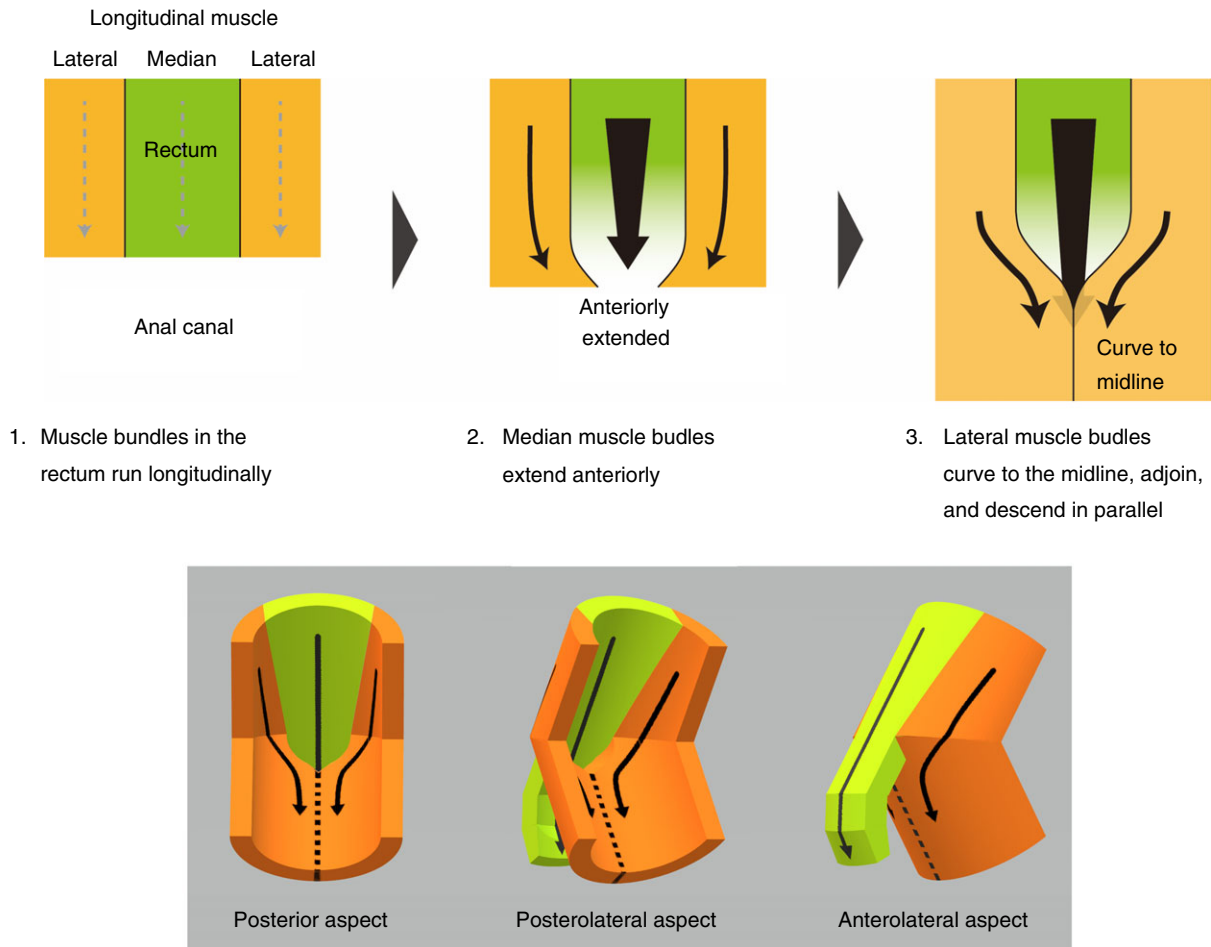 Longitudinal muscle
Lateral Median Lateral
Rectum
Anal canal
Anteriorly
extended
Curve to
midline
1. Muscle bundles in the
rectum run longitudinally
2. Median muscle budles
extend anteriorly
3. Lateral muscle budles
curve to the midline, adjoin,
and descend in parallel
Posterior aspect
Posterolateral aspect
Anterolateral aspect